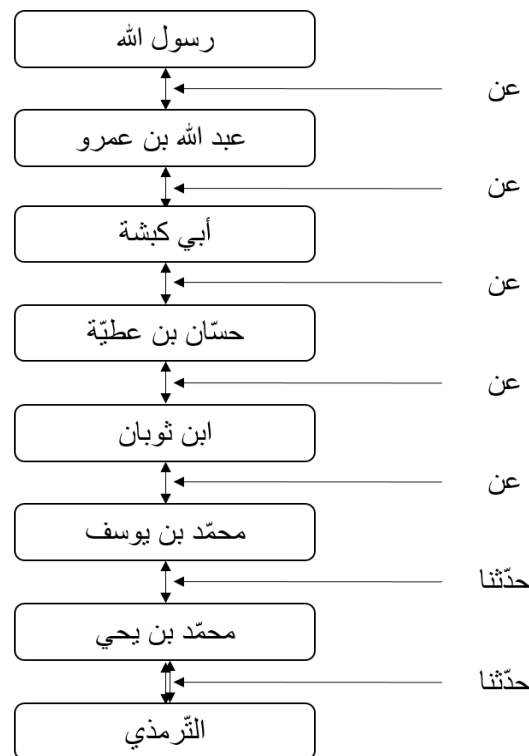 رسول الله
عن
عبد الله بن عمرو
عن
أبي كبشة
عن
حسّان بن عطيّة
عن
ابن ثوبان
عن
محمّد بن يوسف
حدّثنا
محمّد بن يحي
حدّثنا
التّرمذي